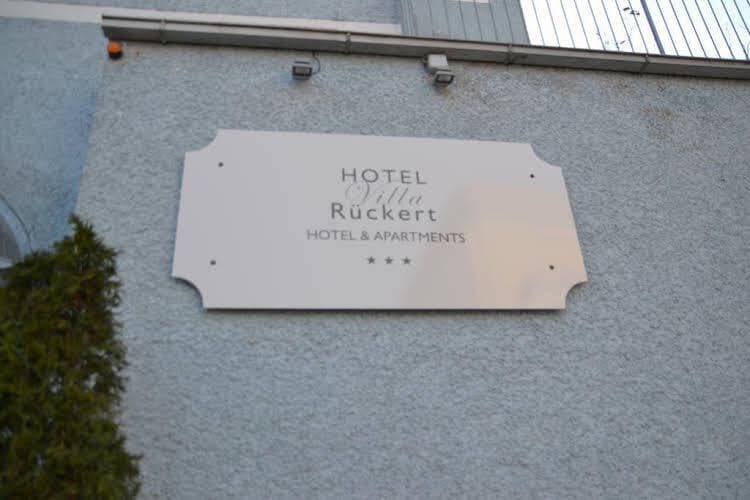 HOTEL
Villa
Rückert
HOTEL & APARTMENTS
★ ★ ★